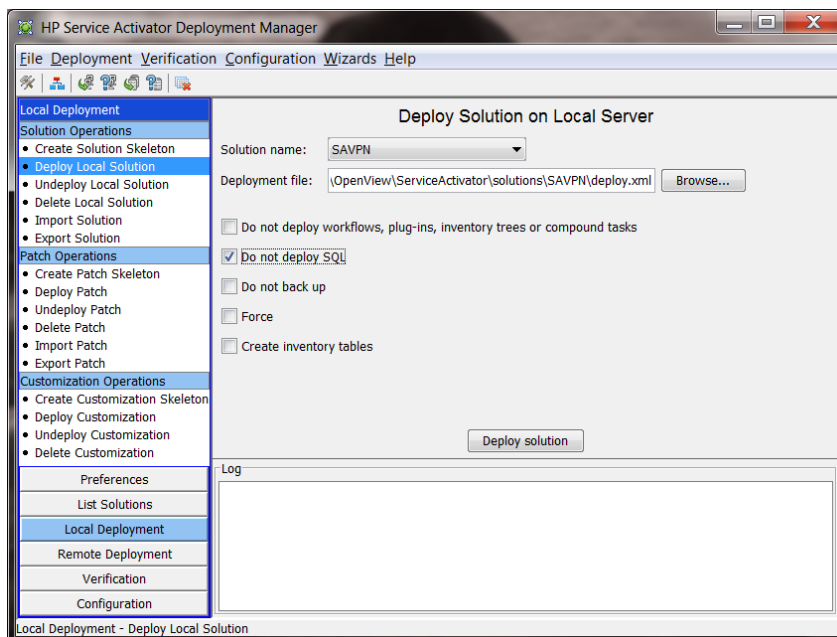 HP Service Activator Deployment Manager
File Deployment Verification Configuration Wizards Help
Local Deployment
Solution Operations
• Create Solution Skeleton
• Deploy Local Solution
• Undeploy Local Solution
• Delete Local Solution
• Import Solution
• Export Solution
Patch Operations
• Create Patch Skeleton
• Deploy Patch
• Undeploy Patch
• Delete Patch
• Import Patch
• Export Patch
Customization Operations
• Create Customization Skeleton
• Deploy Customization
• Undeploy Customization
• Delete Customization
Preferences
List Solutions
Local Deployment
Remote Deployment
Verification
Configuration
Deploy Solution on Local Server
Solution name: SAVPN
Deployment file: \OpenView\ServiceActivator\solutions\SAVPN\deploy.xml Browse...
Do not deploy workflows, plug-ins, inventory trees or compound tasks
Do not deploy SQL
Do not back up
Force
Create inventory tables
Deploy solution
Log
Local Deployment - Deploy Local Solution